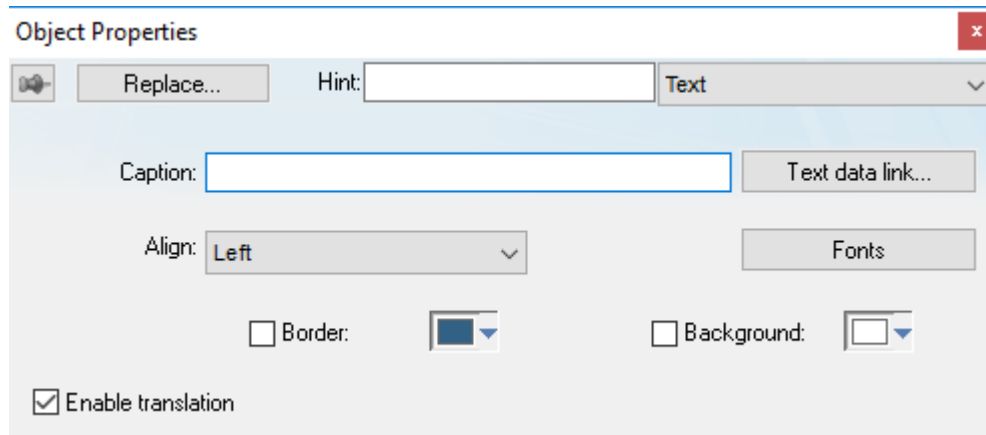 Object Properties
x
Replace... Hint: Text
Caption: Text data link...
Align: Left Fonts
Border: Background:
Enable translation